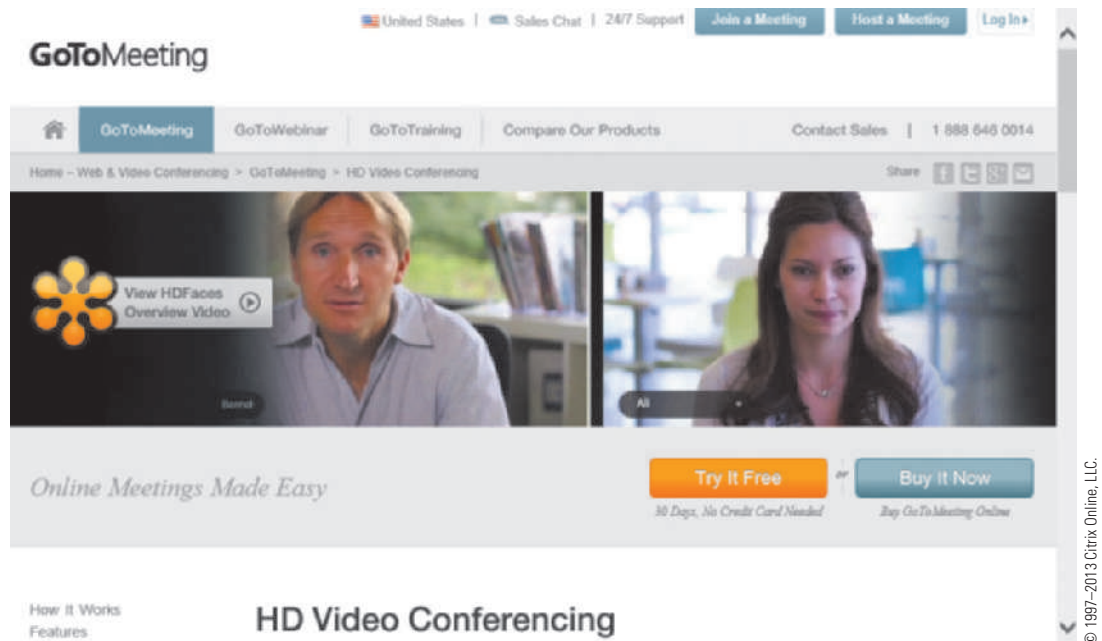 United States | Sales Chat | 24/7 Support Join a Meeting Host a Meeting Log In
GoToMeeting
GoToMeeting GoToWebinar GoToTraining Compare Our Products Contact Sales | 1 888 646 0014
Home – Web & Video Conferencing > GoToMeeting > HD Video Conferencing Share
View HDFaces
Overview Video
Bernd
Ali
Online Meetings Made Easy
Try It Free or Buy It Now
30 Days, No Credit Card Needed Buy GoToMeeting Online
How It Works
Features
HD Video Conferencing
© 1997–2013 Citrix Online, LLC.